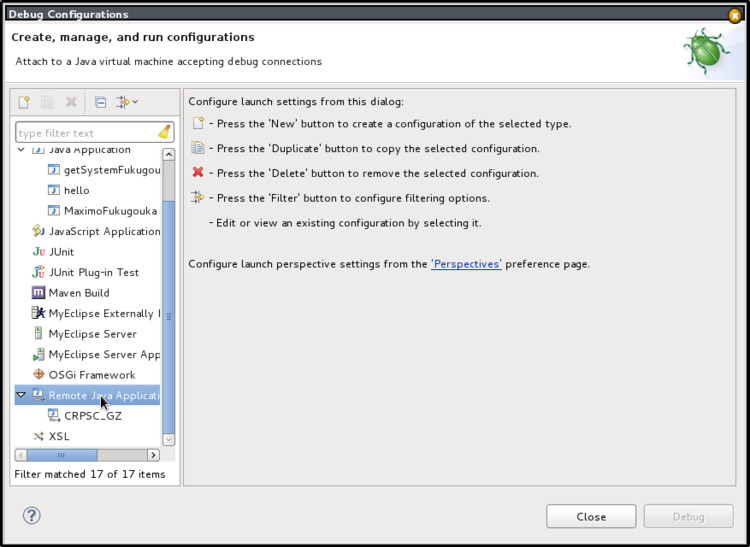 Debug Configurations
Create, manage, and run configurations
Attach to a Java virtual machine accepting debug connections
type filter text
Java Application
getSystemFukugou
hello
MaximoFukugouka
JavaScript Application
JUnit
JUnit Plug-in Test
Maven Build
MyEclipse Externally l
MyEclipse Server
MyEclipse Server App
OSGi Framework
Remote Java Applicati
CRPSC_GZ
XSL
Filter matched 17 of 17 items
Configure launch settings from this dialog:
- Press the 'New' button to create a configuration of the selected type.
- Press the 'Duplicate' button to copy the selected configuration.
- Press the 'Delete' button to remove the selected configuration.
- Press the 'Filter' button to configure filtering options.
- Edit or view an existing configuration by selecting it.
Configure launch perspective settings from the 'Perspectives' preference page.
Close
Debug